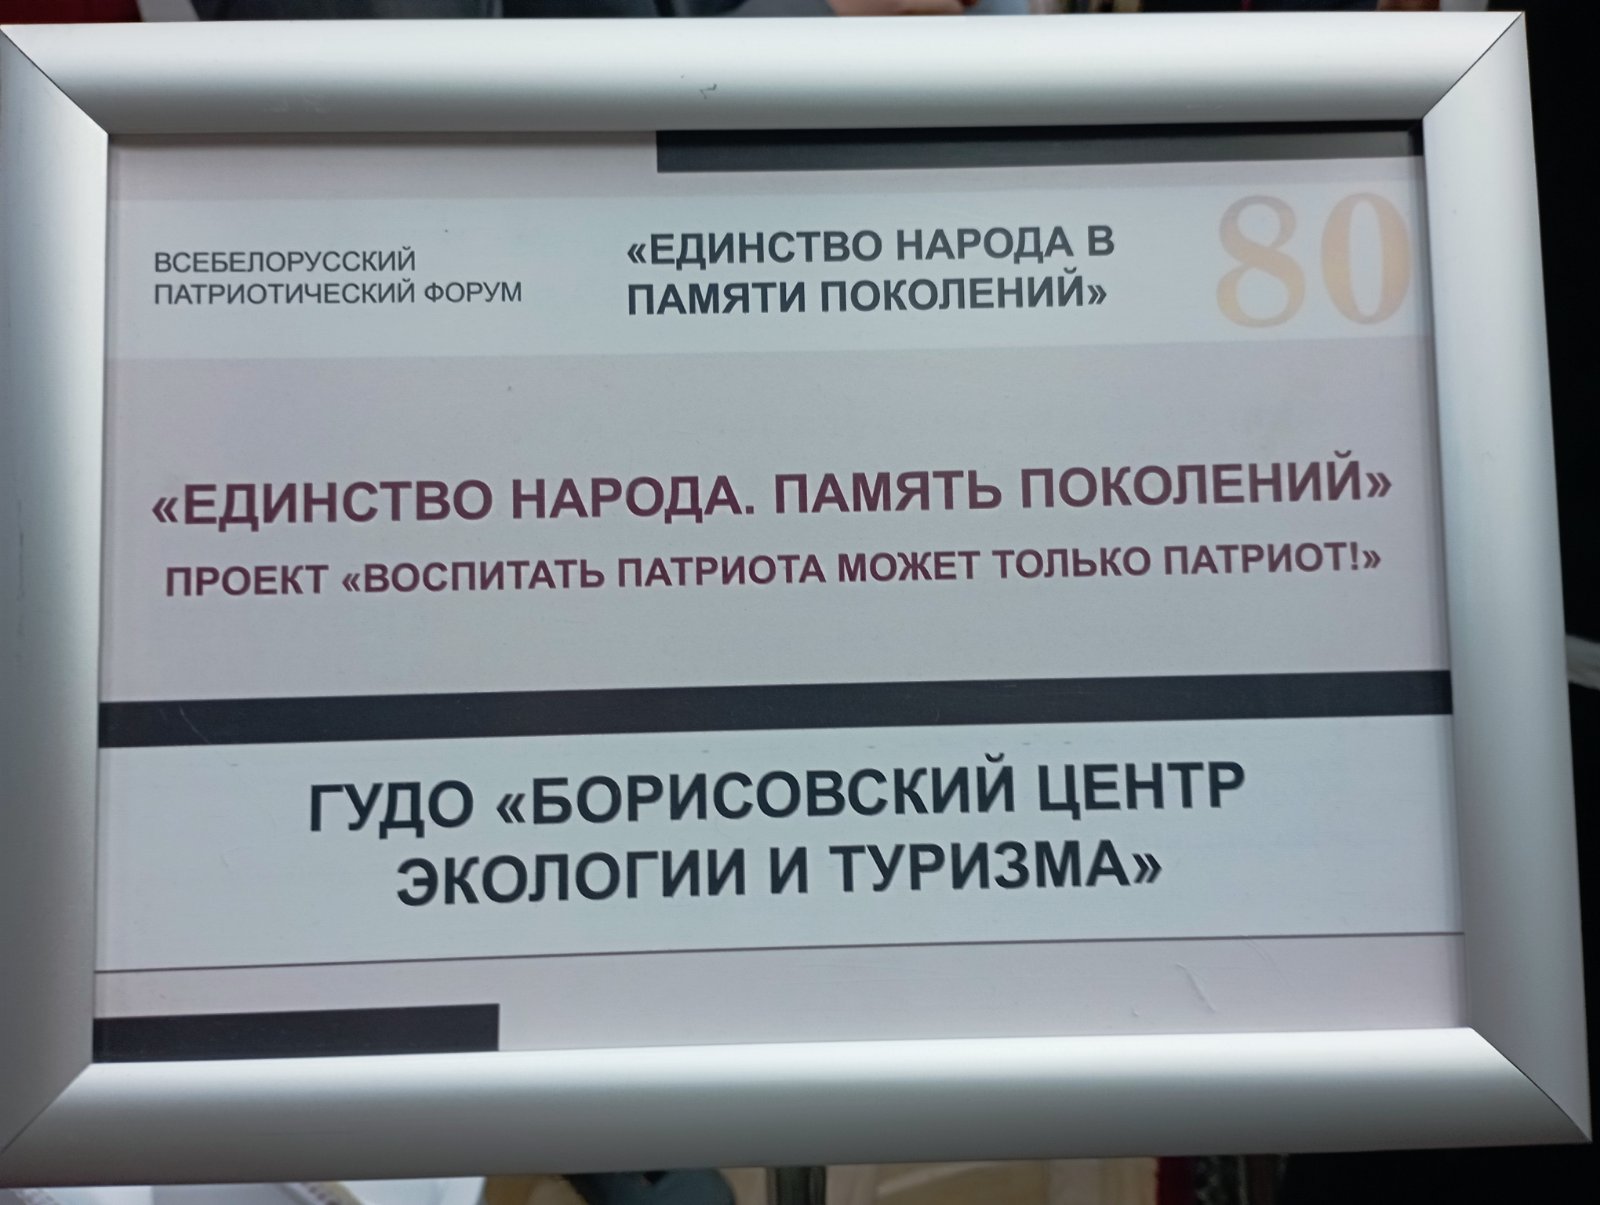 ВСЕБЕЛОРУССКИЙ
ПАТРИОТИЧЕСКИЙ ФОРУМ
«ЕДИНСТВО НАРОДА В
ПАМЯТИ ПОКОЛЕНИЙ»
80
«ЕДИНСТВО НАРОДА. ПАМЯТЬ ПОКОЛЕНИЙ»
ПРОЕКТ «ВОСПИТАТЬ ПАТРИОТА МОЖЕТ ТОЛЬКО ПАТРИОТ!»
ГУДО «БОРИСОВСКИЙ ЦЕНТР
ЭКОЛОГИИ И ТУРИЗМА»